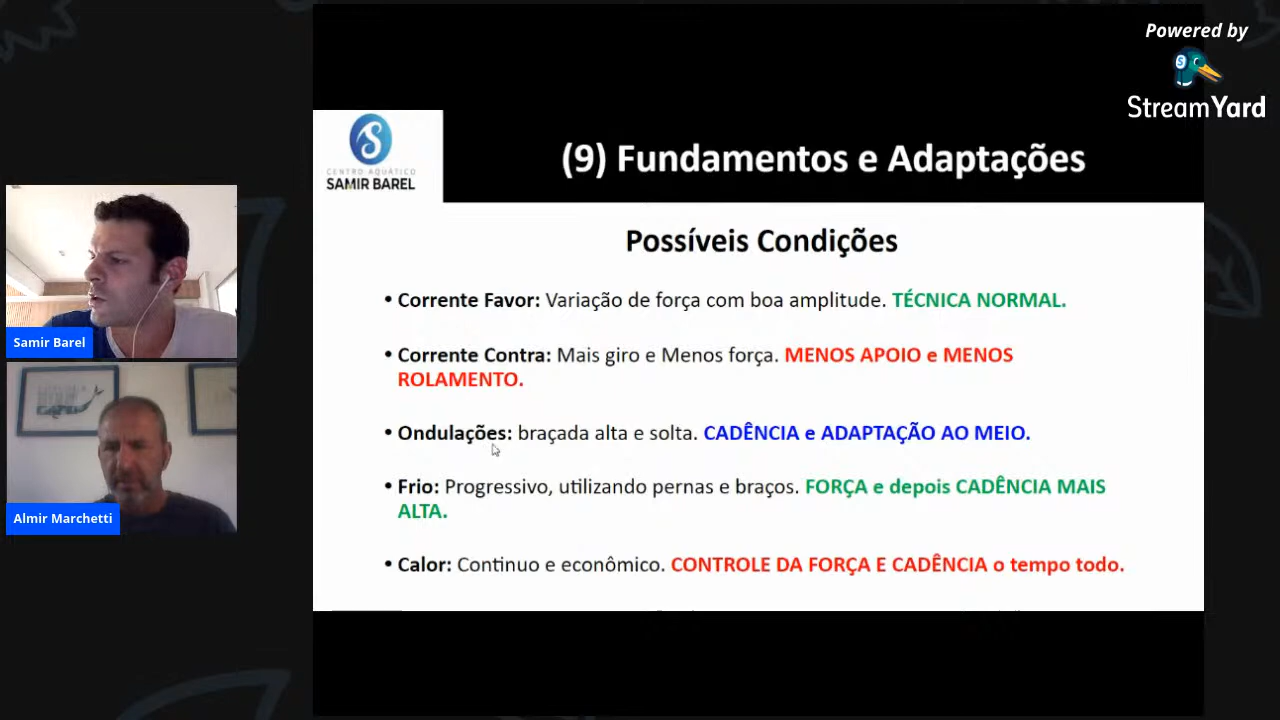 Powered by
StreamYard
S
CENTRO AQUÁTICO
SAMIR BAREL
(9) Fundamentos e Adaptações
Possíveis Condições
• Corrente Favor: Variação de força com boa amplitude. TÉCNICA NORMAL.
• Corrente Contra: Mais giro e Menos força. MENOS APOIO e MENOS
ROLAMENTO.
• Ondulações: braçada alta e solta. CADÊNCIA e ADAPTAÇÃO AO MEIO.
• Frio: Progressivo, utilizando pernas e braços. FORÇA e depois CADÊNCIA MAIS
ALTA.
• Calor: Continuo e econômico. CONTROLE DA FORÇA E CADÊNCIA o tempo todo.
Samir Barel
Almir Marchetti